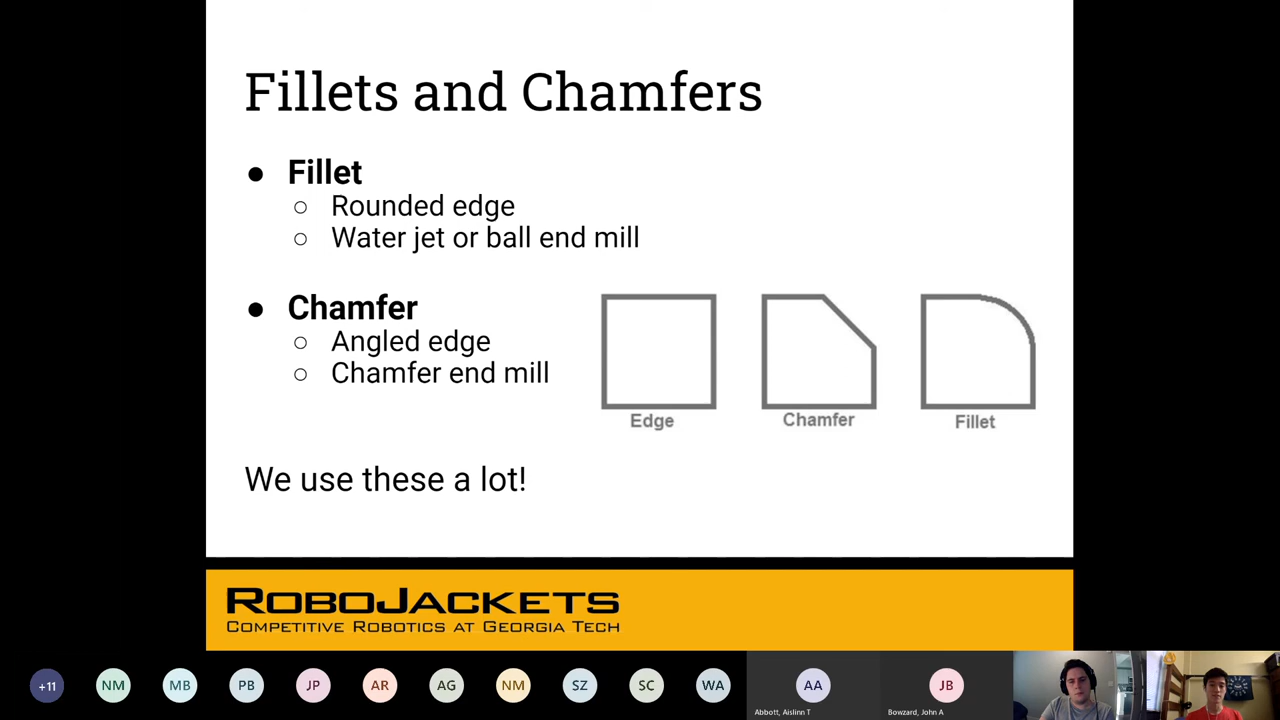 Fillets and Chamfers
● Fillet
○ Rounded edge
○ Water jet or ball end mill
● Chamfer
○ Angled edge
○ Chamfer end mill
Edge
Chamfer
Fillet
We use these a lot!
ROBOJACKETS
COMPETITIVE ROBOTICS AT GEORGIA TECH
+11 NM MB PB JP AR AG NM SZ SC WA AA JB
Abbott, Aislinn T
Bowzard, John A